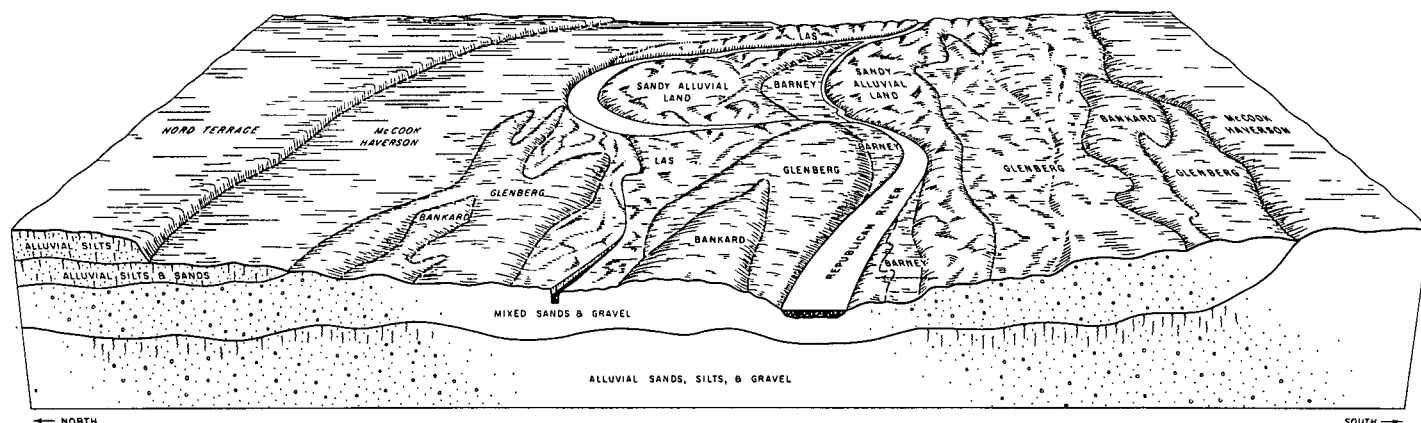 LAS
SANDY ALLUVIAL
LAND
BARNEY
SANDY
ALLUVIAL
LAND
NORD TERRACE
McCOOK
HAVERSON
BANKARD
McCOOK
HAVERSON
LAS
BARNEY
GLENBERG
GLENBERG
GLENBERG
GLENBERG
BANKARD
BANKARD
REPUBLICAN RIVER
BARNEY
ALLUVIAL SILTS
ALLUVIAL SILTS, & SANDS
MIXED SANDS & GRAVEL
ALLUVIAL SANDS, SILTS, & GRAVEL
NORTH
SOUTH